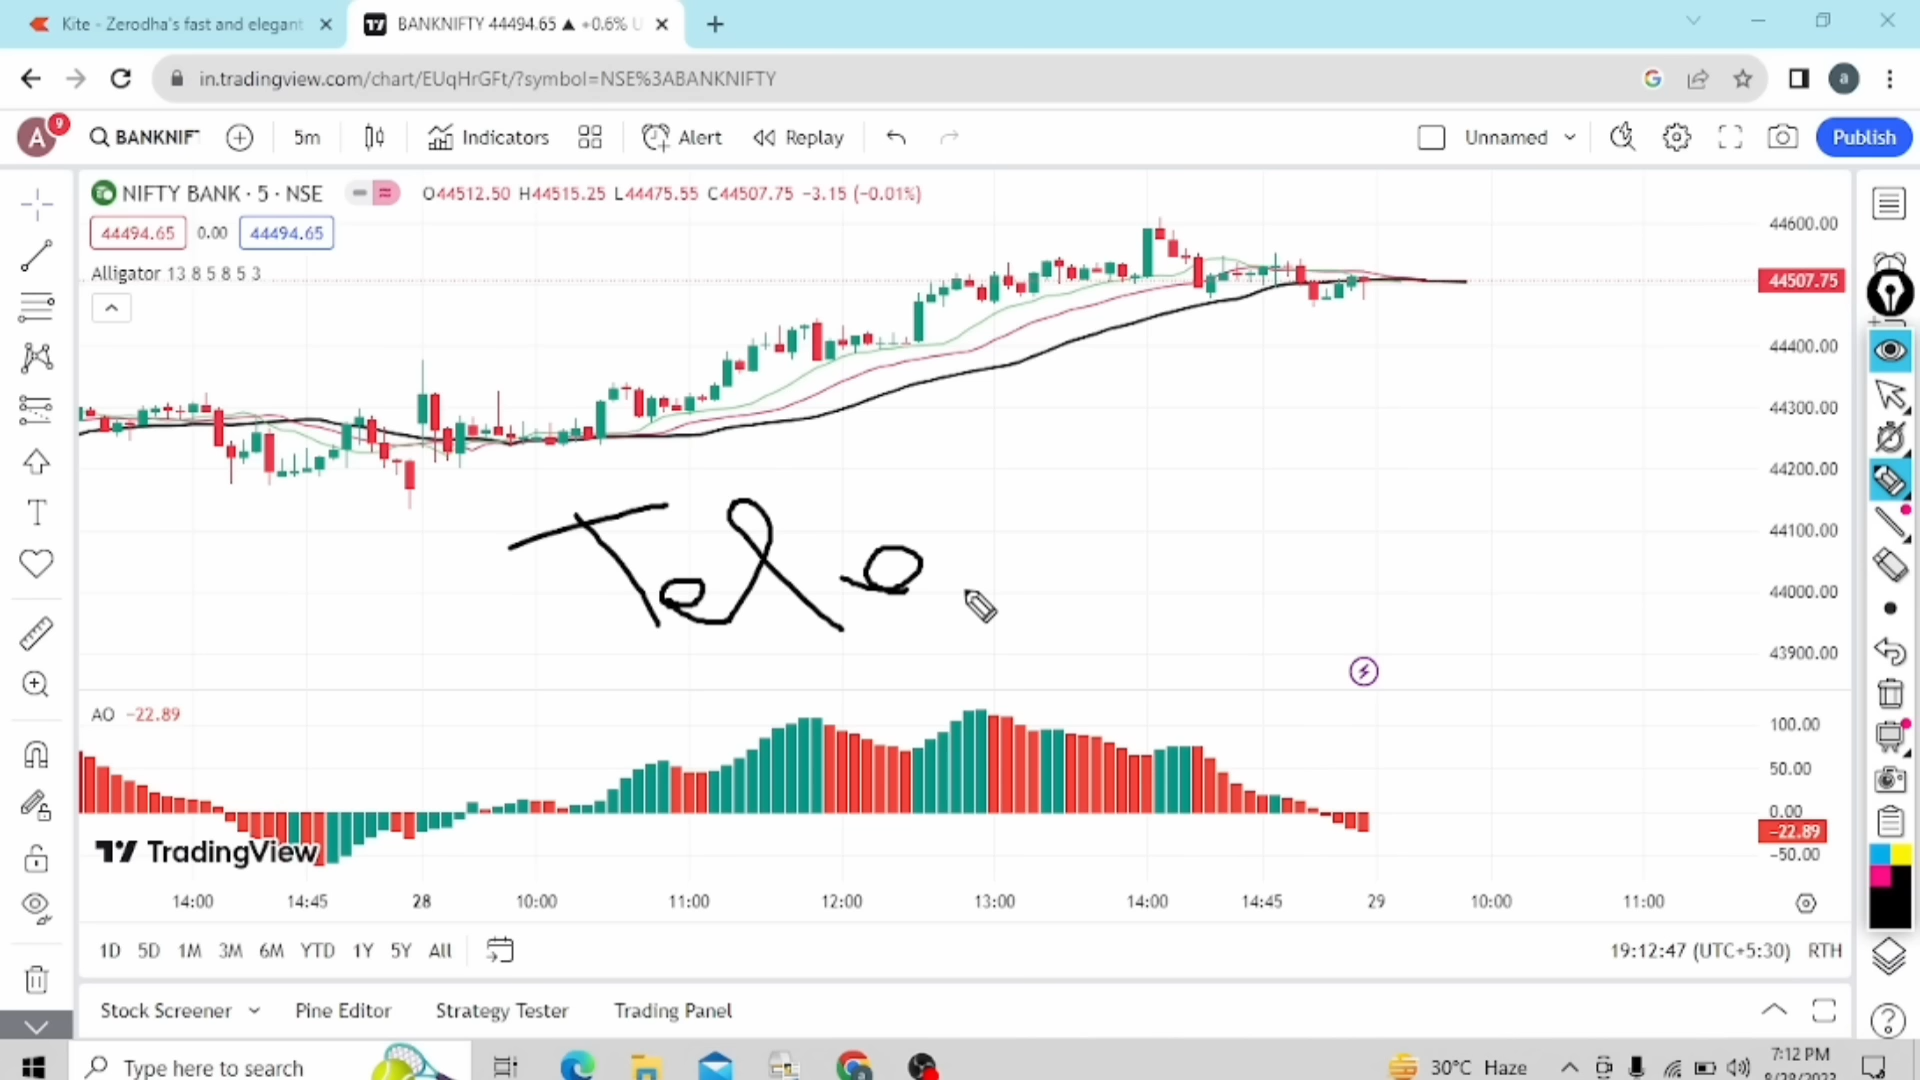 Kite - Zerodha's fast and elegant
BANKNIFTY 44494.65 ▲ +0.6% U
in.tradingview.com/chart/EUqHrGFt/?symbol=NSE%3ABANKNIFTY
a
A 9
BANKNIF
5m
Indicators
Alert
Replay
Unnamed
Publish
NIFTY BANK · 5 · NSE
O44512.50 H44515.25 L44475.55 C44507.75 −3.15 (−0.01%)
44494.65 0.00 44494.65
Alligator 13 8 5 8 5 3
44600.00
44507.75
44400.00
44300.00
44200.00
44100.00
44000.00
43900.00
AO −22.89
100.00
50.00
0.00
−22.89
−50.00
TradingView
14:00 14:45 28 10:00 11:00 12:00 13:00 14:00 14:45 29 10:00 11:00
1D 5D 1M 3M 6M YTD 1Y 5Y All
19:12:47 (UTC+5:30) RTH
Stock Screener Pine Editor Strategy Tester Trading Panel
Type here to search
30°C Haze
7:12 PM
8/28/2023